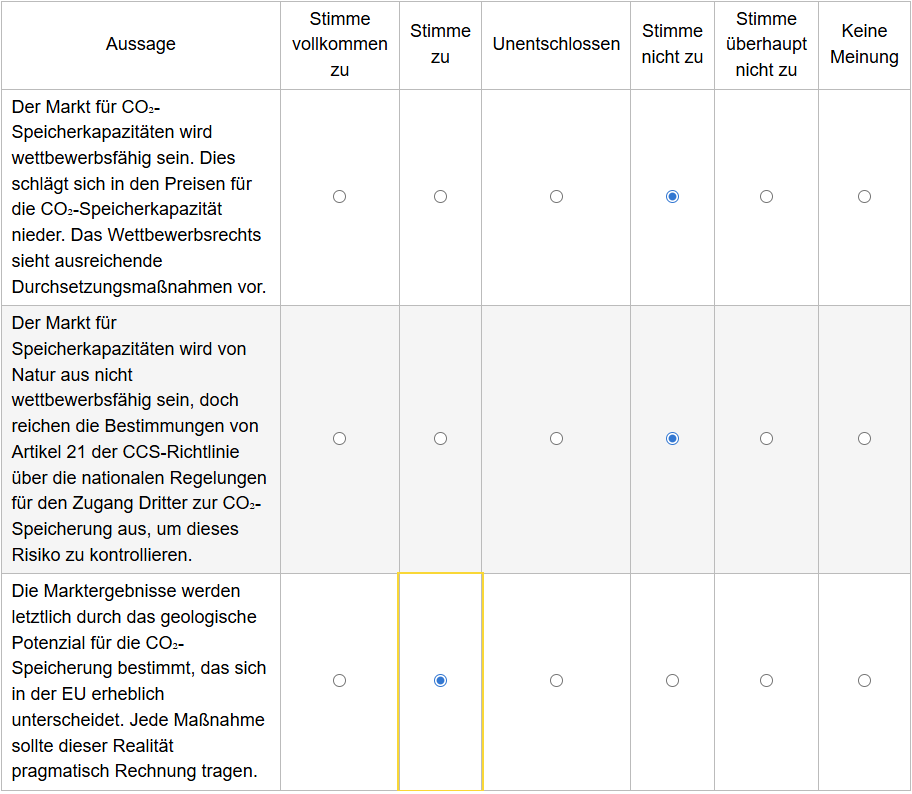 Aussage
Stimme
vollkommen
zu
Stimme
zu
Unentschlossen
Stimme
nicht zu
Stimme
überhaupt
nicht zu
Keine
Meinung
Der Markt für CO₂-
Speicherkapazitäten wird
wettbewerbsfähig sein. Dies
schlägt sich in den Preisen für
die CO₂-Speicherkapazität
nieder. Das Wettbewerbsrechts
sieht ausreichende
Durchsetzungsmaßnahmen vor.
Der Markt für
Speicherkapazitäten wird von
Natur aus nicht
wettbewerbsfähig sein, doch
reichen die Bestimmungen von
Artikel 21 der CCS-Richtlinie
über die nationalen Regelungen
für den Zugang Dritter zur CO₂-
Speicherung aus, um dieses
Risiko zu kontrollieren.
Die Marktergebnisse werden
letztlich durch das geologische
Potenzial für die CO₂-
Speicherung bestimmt, das sich
in der EU erheblich
unterscheidet. Jede Maßnahme
sollte dieser Realität
pragmatisch Rechnung tragen.